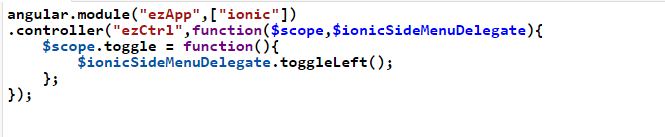 angular.module("ezApp",["ionic"])
.controller("ezCtrl",function($scope,$ionicSideMenuDelegate){
    $scope.toggle = function(){
        $ionicSideMenuDelegate.toggleLeft();
    };
});